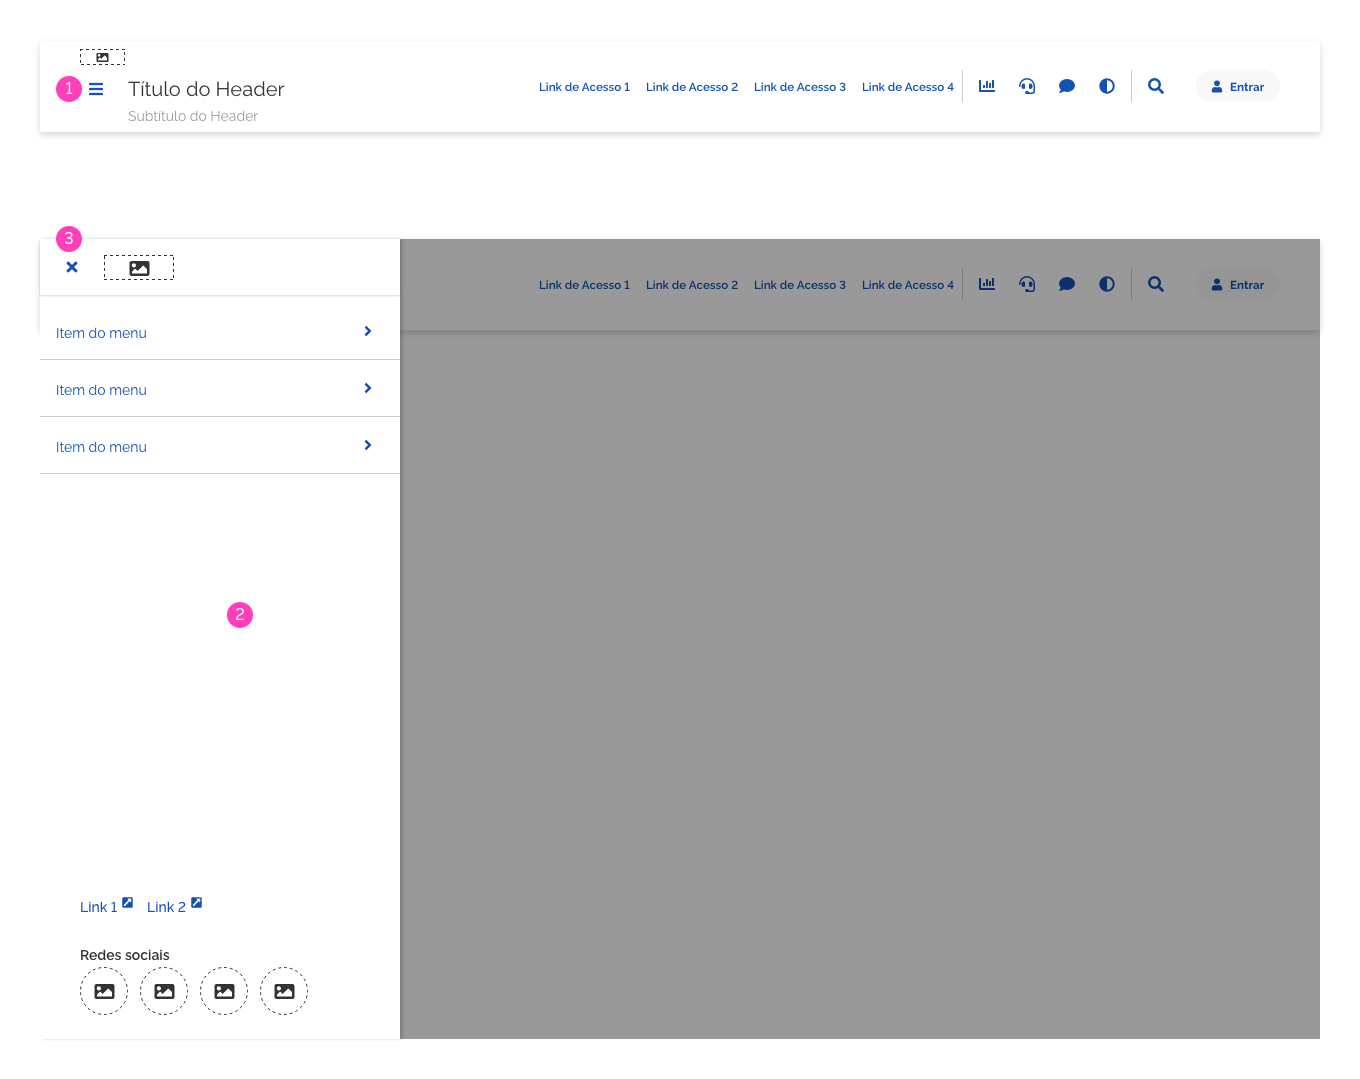 1
Título do Header
Subtítulo do Header
Link de Acesso 1 Link de Acesso 2 Link de Acesso 3 Link de Acesso 4
Entrar
3
Link de Acesso 1 Link de Acesso 2 Link de Acesso 3 Link de Acesso 4
Entrar
Item do menu
Item do menu
Item do menu
2
Link 1 Link 2
Redes sociais